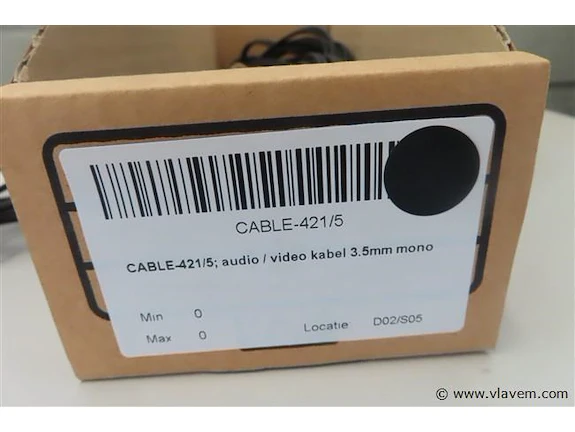 CABLE-421/5
CABLE-421/5; audio / video kabel 3.5mm mono
Min 0
Max 0 Locatie D02/S05
© www.vlavem.com